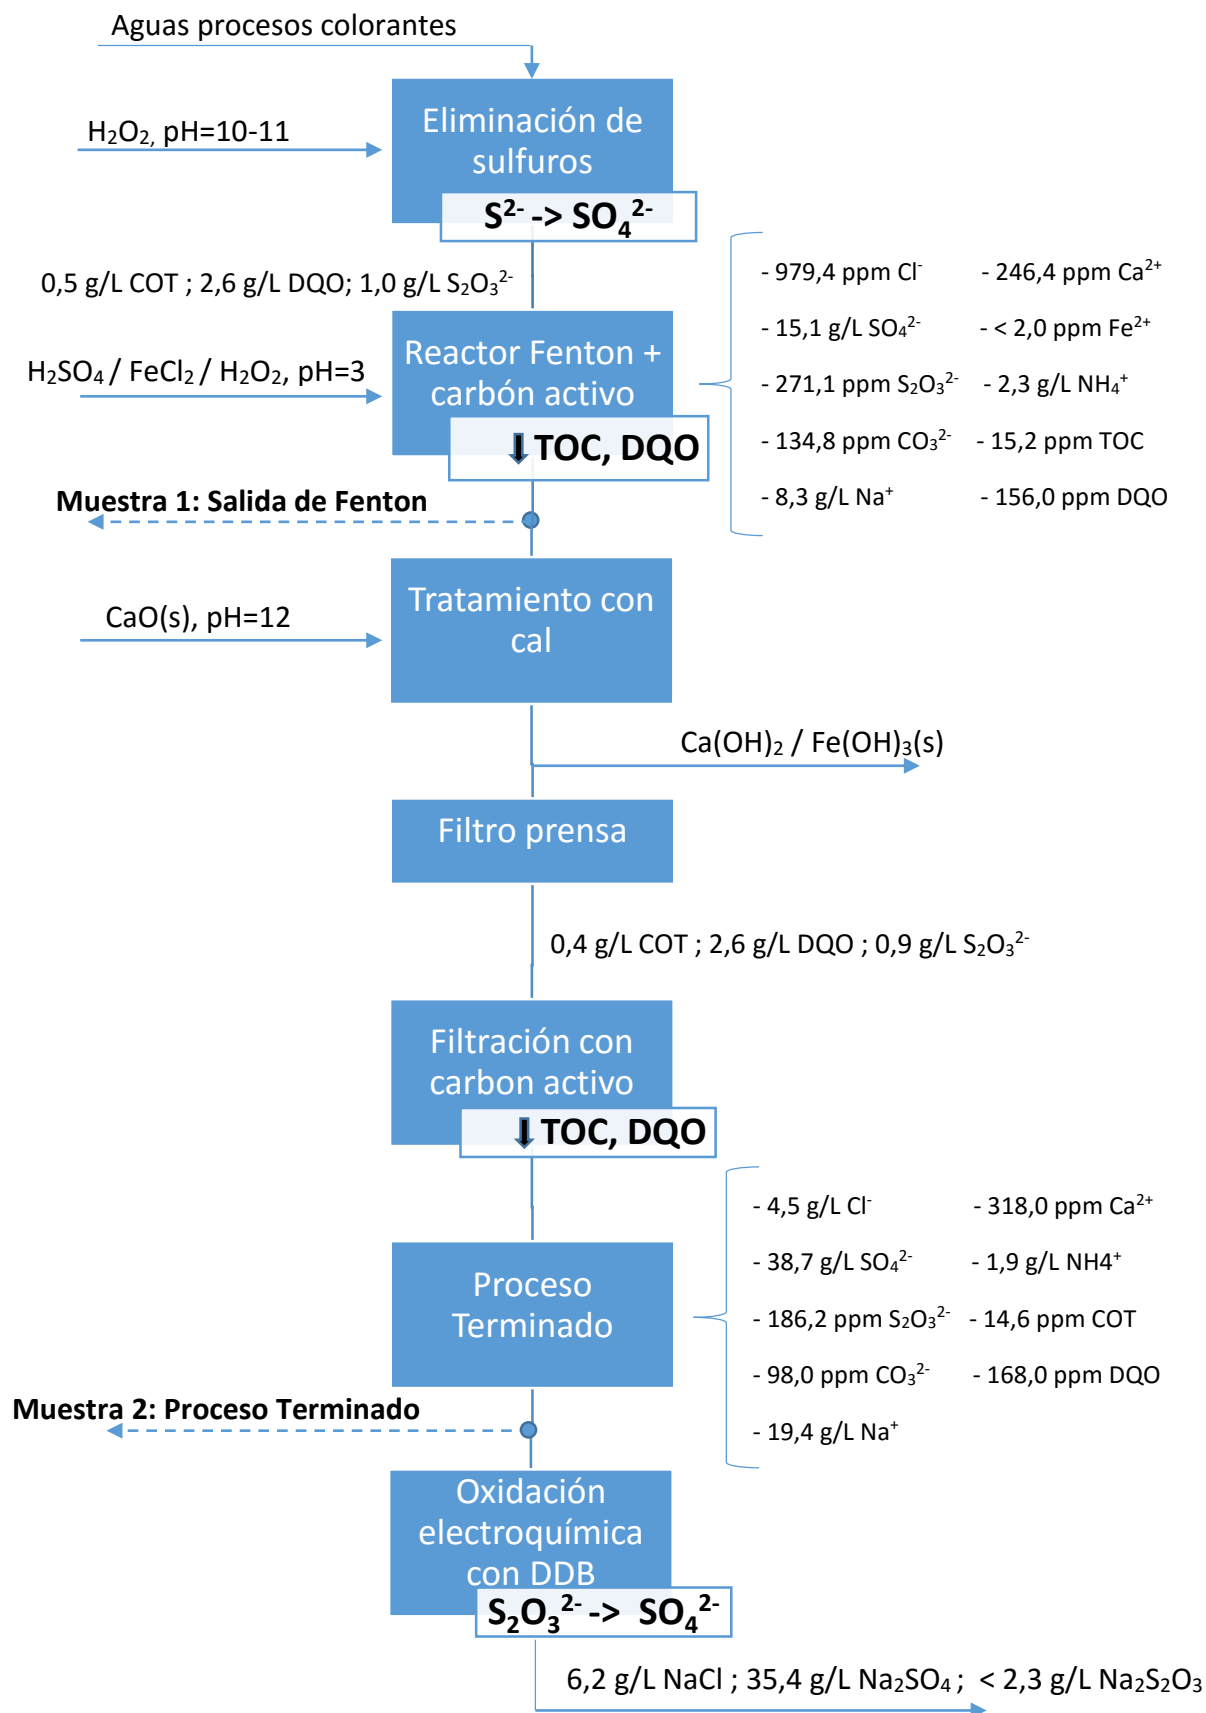 Aguas procesos colorantes
H₂O₂, pH=10-11
Eliminación de
sulfuros
S²⁻ -> SO₄²⁻
0,5 g/L COT ; 2,6 g/L DQO; 1,0 g/L S₂O₃²⁻
H₂SO₄ / FeCl₂ / H₂O₂, pH=3
Reactor Fenton +
carbón activo
⬇ TOC, DQO
- 979,4 ppm Cl⁻ - 246,4 ppm Ca²⁺
- 15,1 g/L SO₄²⁻ - < 2,0 ppm Fe²⁺
- 271,1 ppm S₂O₃²⁻ - 2,3 g/L NH₄⁺
- 134,8 ppm CO₃²⁻ - 15,2 ppm TOC
- 8,3 g/L Na⁺ - 156,0 ppm DQO
Muestra 1: Salida de Fenton
CaO(s), pH=12
Tratamiento con
cal
Ca(OH)₂ / Fe(OH)₃(s)
Filtro prensa
0,4 g/L COT ; 2,6 g/L DQO ; 0,9 g/L S₂O₃²⁻
Filtración con
carbon activo
⬇ TOC, DQO
Proceso
Terminado
- 4,5 g/L Cl⁻ - 318,0 ppm Ca²⁺
- 38,7 g/L SO₄²⁻ - 1,9 g/L NH4⁺
- 186,2 ppm S₂O₃²⁻ - 14,6 ppm COT
- 98,0 ppm CO₃²⁻ - 168,0 ppm DQO
- 19,4 g/L Na⁺
Muestra 2: Proceso Terminado
Oxidación
electroquímica
con DDB
S₂O₃²⁻ -> SO₄²⁻
6,2 g/L NaCl ; 35,4 g/L Na₂SO₄ ; < 2,3 g/L Na₂S₂O₃